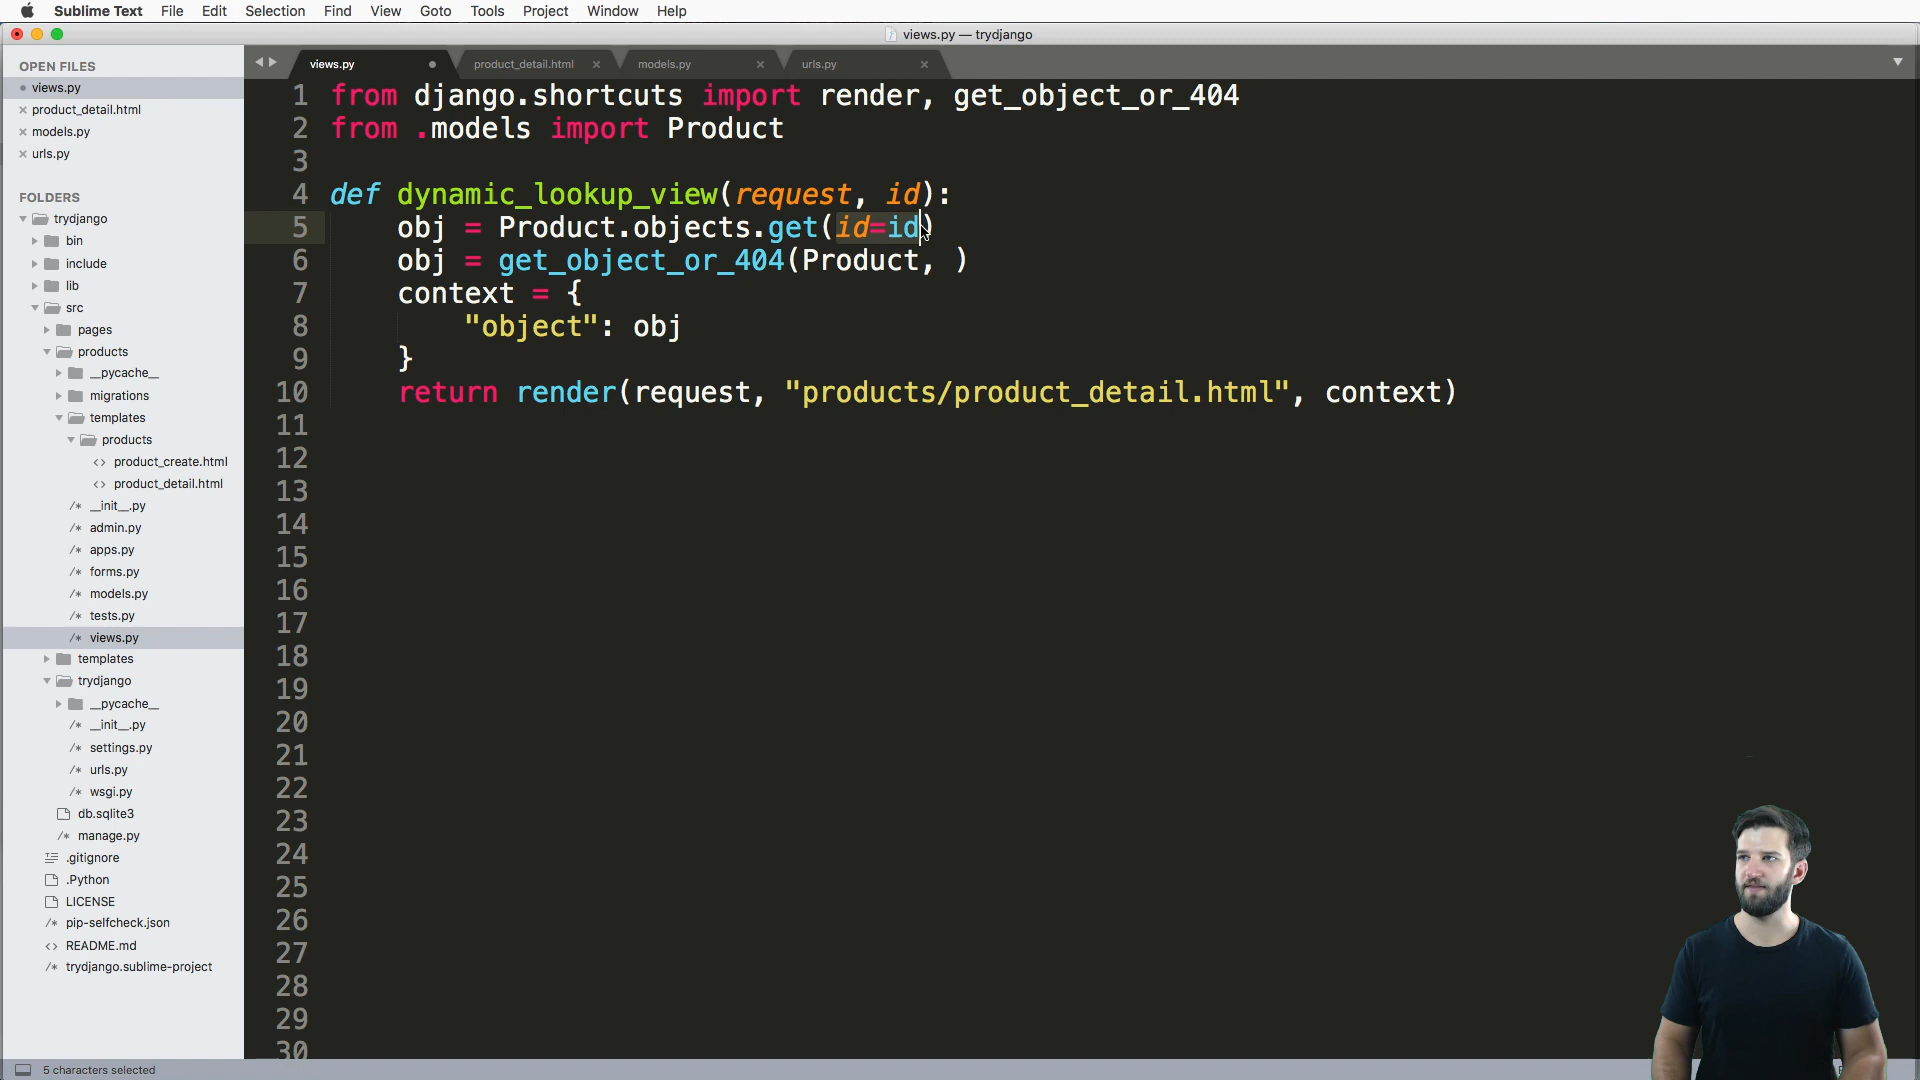 Sublime Text File Edit Selection Find View Goto Tools Project Window Help
views.py — trydjango
OPEN FILES
views.py
product_detail.html
models.py
urls.py
FOLDERS
trydjango
bin
include
lib
src
pages
products
__pycache__
migrations
templates
products
<> product_create.html
<> product_detail.html
/* __init__.py
/* admin.py
/* apps.py
/* forms.py
/* models.py
/* tests.py
/* views.py
templates
trydjango
__pycache__
/* __init__.py
/* settings.py
/* urls.py
/* wsgi.py
db.sqlite3
/* manage.py
.gitignore
.Python
LICENSE
/* pip-selfcheck.json
<> README.md
/* trydjango.sublime-project
views.py product_detail.html models.py urls.py
1 from django.shortcuts import render, get_object_or_404
2 from .models import Product
3
4 def dynamic_lookup_view(request, id):
5 obj = Product.objects.get(id=id)
6 obj = get_object_or_404(Product, )
7 context = {
8 "object": obj
9 }
10 return render(request, "products/product_detail.html", context)
11
12
13
14
15
16
17
18
19
20
21
22
23
24
25
26
27
28
29
30
5 characters selected